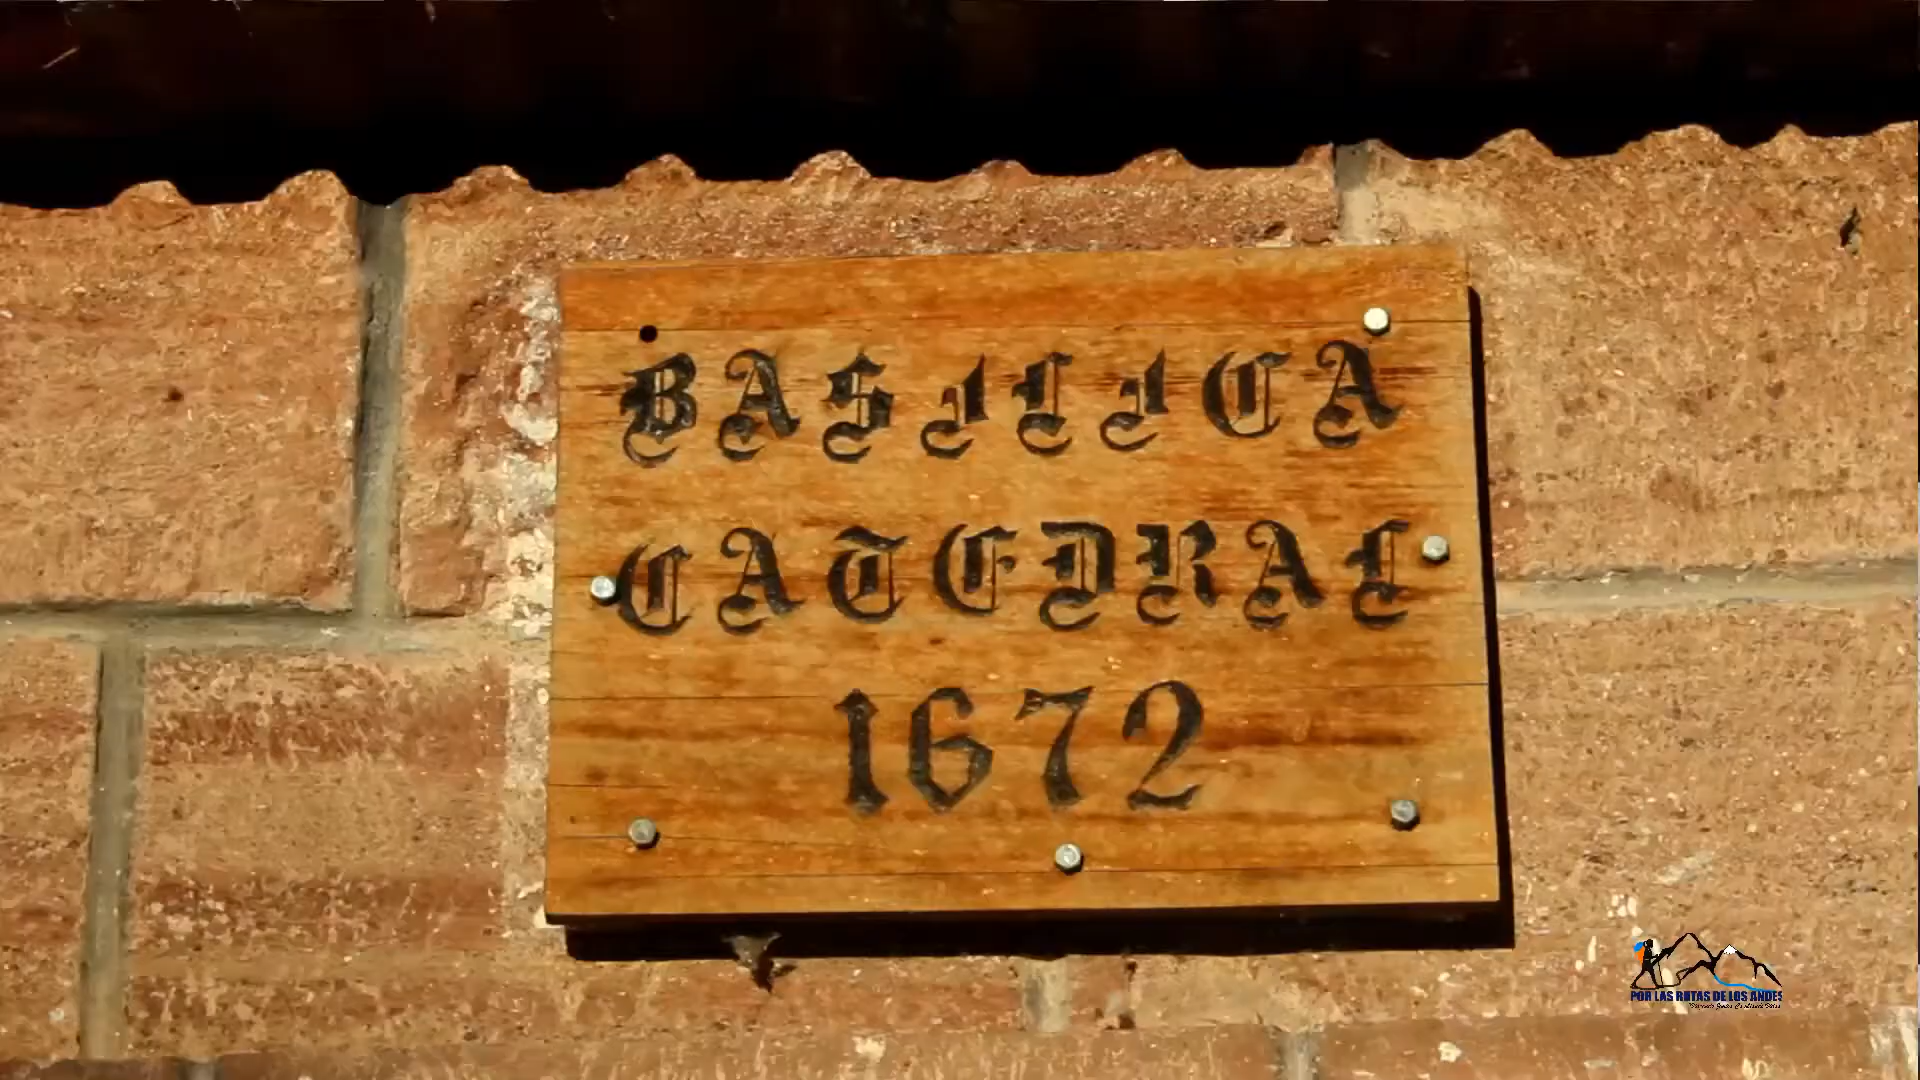 BASILICA
CATEDRAL
1672
POR LAS RUTAS DE LOS ANDES